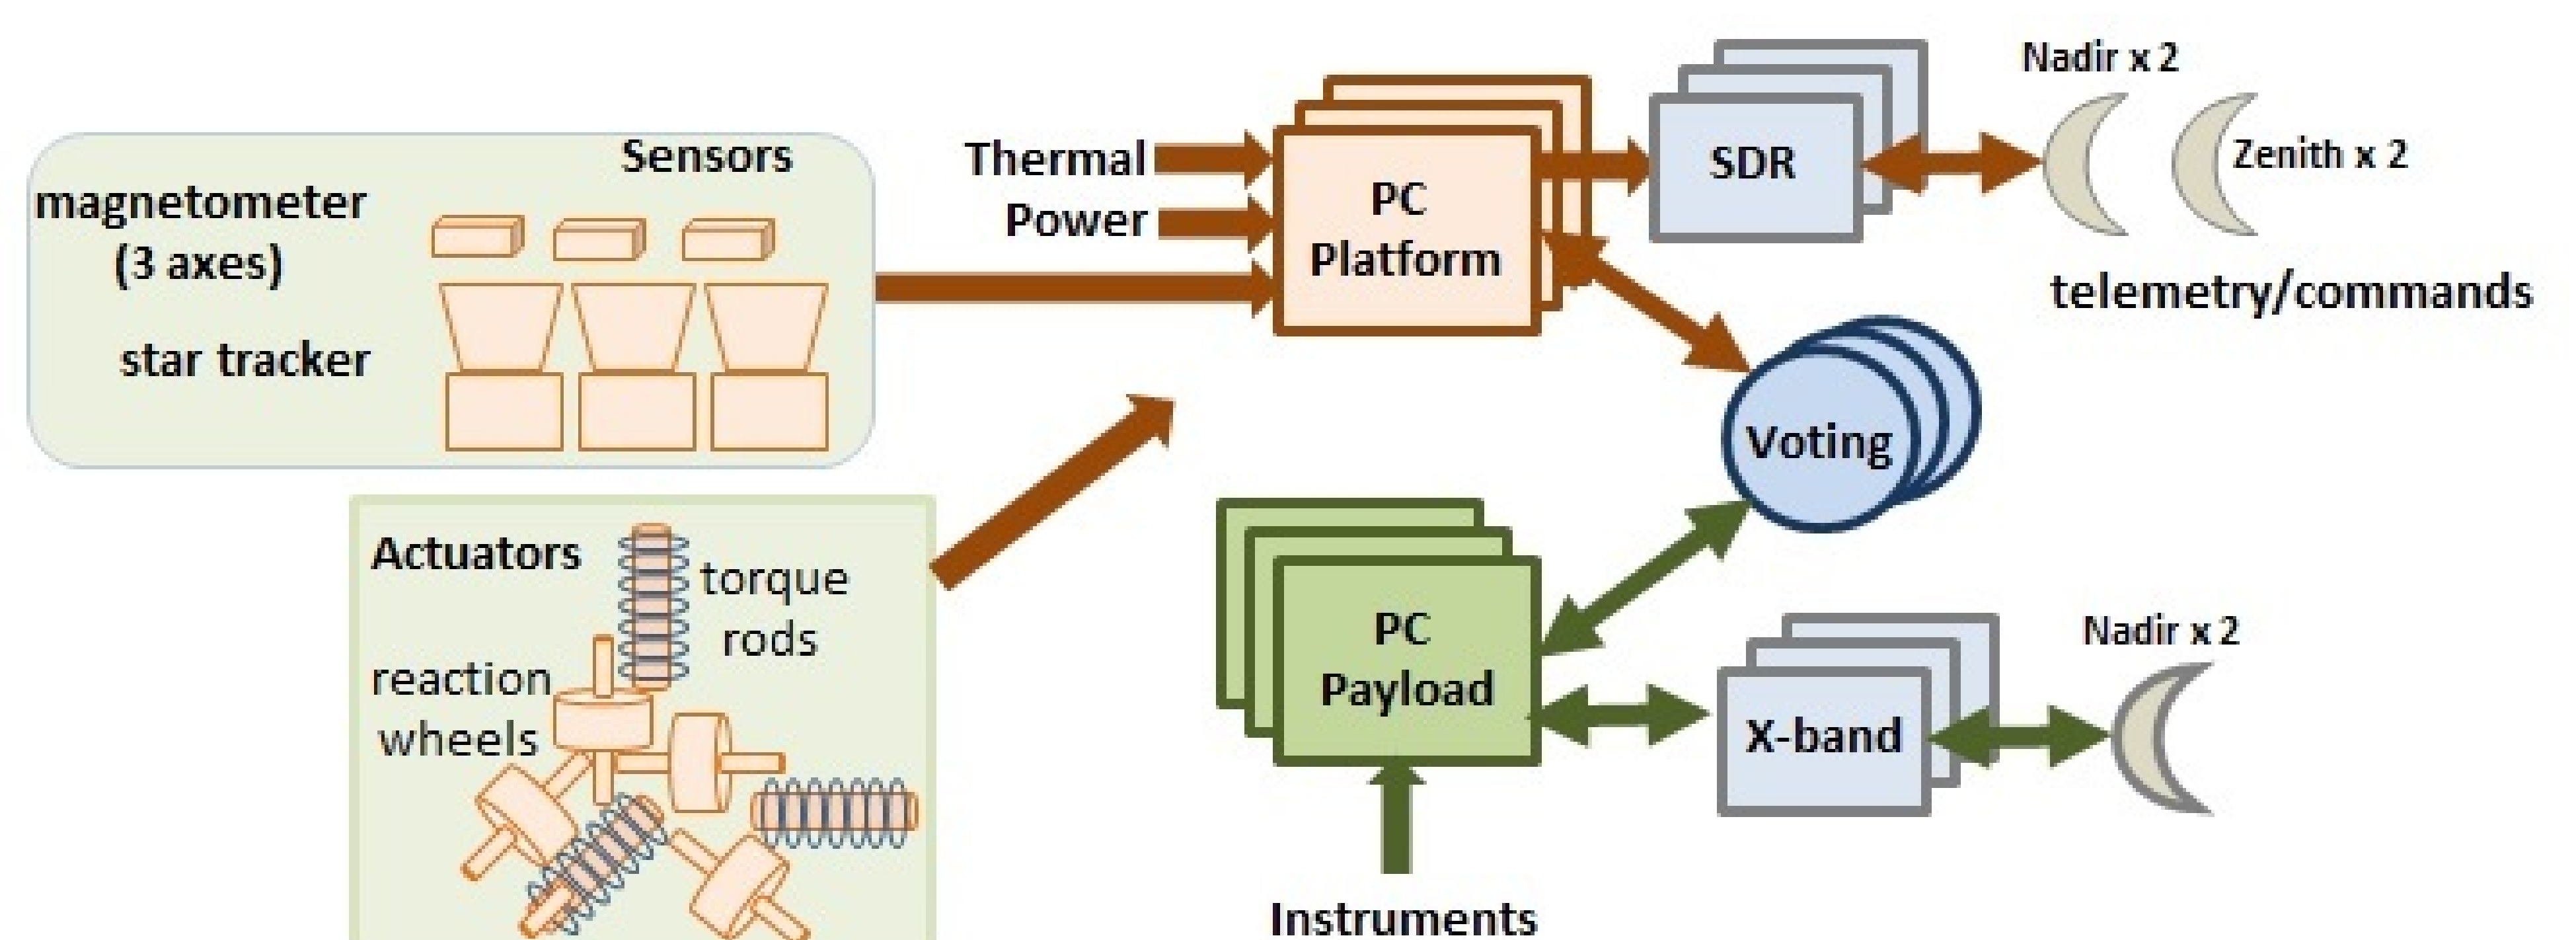 Sensors
magnetometer
(3 axes)
star tracker
Actuators
torque
rods
reaction
wheels
Thermal
Power
PC
Platform
SDR
Nadir x 2
Zenith x 2
telemetry/commands
Voting
PC
Payload
X-band
Nadir x 2
Instruments